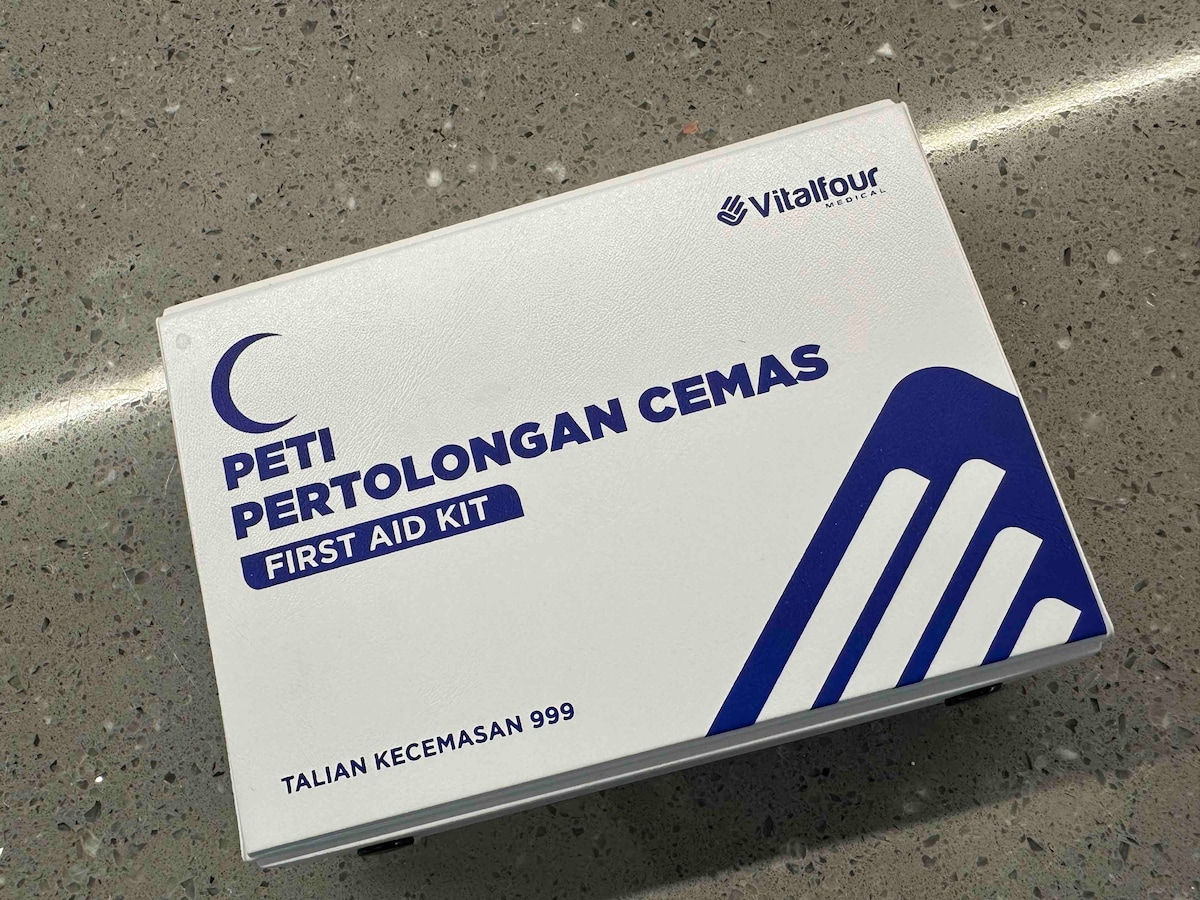 Vitalfour
MEDICAL
PETI
PERTOLONGAN CEMAS
FIRST AID KIT
TALIAN KECEMASAN 999